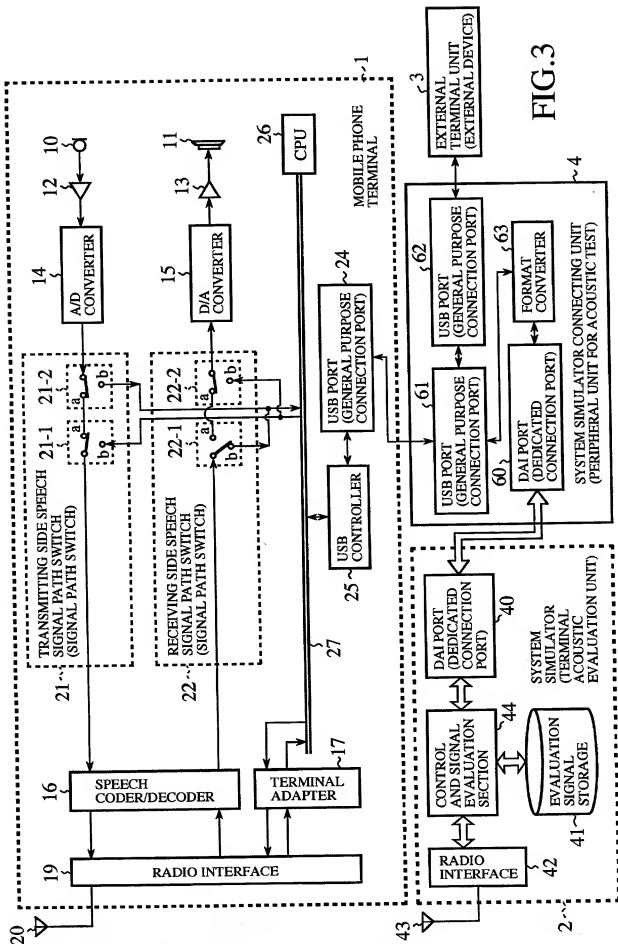 FIG.3
1
MOBILE PHONE
TERMINAL
10
12
14
A/D
CONVERTER
11
13
15
D/A
CONVERTER
26
CPU
21-2
a
b
21-1
a
b
TRANSMITTING SIDE SPEECH
SIGNAL PATH SWITCH
(SIGNAL PATH SWITCH)
21
22-2
a
b
22-1
a
b
RECEIVING SIDE SPEECH
SIGNAL PATH SWITCH
(SIGNAL PATH SWITCH)
22
24
USB PORT
(GENERAL PURPOSE
CONNECTION PORT)
25
USB
CONTROLLER
27
16
SPEECH
CODER/DECODER
17
TERMINAL
ADAPTER
19
RADIO INTERFACE
20
3
EXTERNAL
TERMINAL UNIT
(EXTERNAL DEVICE)
4
62
USB PORT
(GENERAL PURPOSE
CONNECTION PORT)
61
USB PORT
(GENERAL PURPOSE
CONNECTION PORT)
63
FORMAT
CONVERTER
60
DAI PORT
(DEDICATED
CONNECTION PORT)
SYSTEM SIMULATOR CONNECTING UNIT
(PERIPHERAL UNIT FOR ACOUSTIC TEST)
40
DAI PORT
(DEDICATED
CONNECTION
PORT)
SYSTEM
SIMULATOR
(TERMINAL
ACOUSTIC
EVALUATION UNIT)
44
CONTROL
AND SIGNAL
EVALUATION
SECTION
41
EVALUATION
SIGNAL
STORAGE
42
RADIO
INTERFACE
43
2